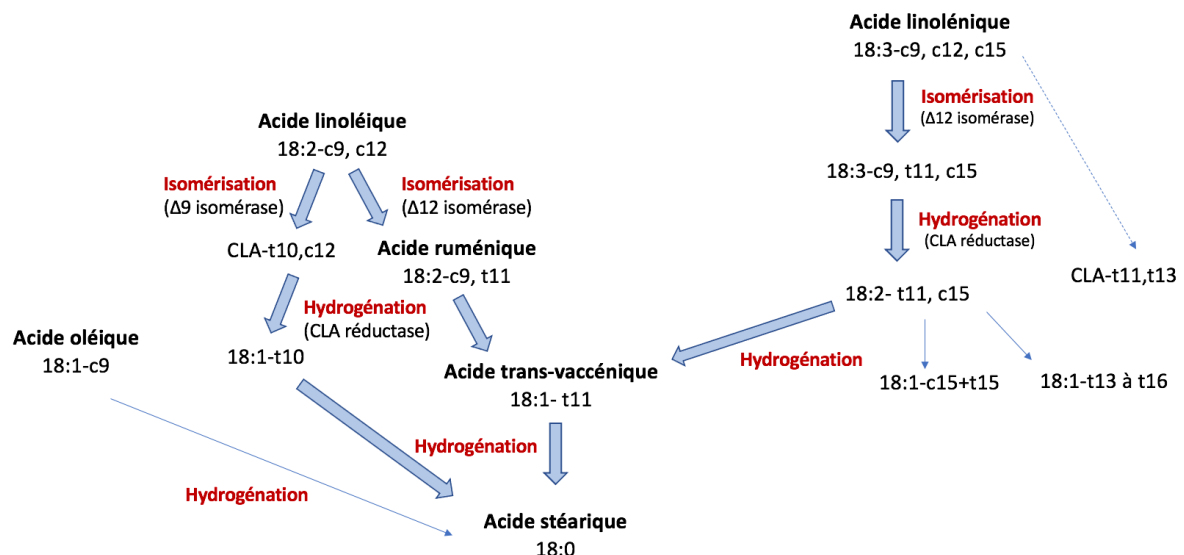 Acide linolénique
18:3-c9, c12, c15
Isomérisation
(Δ12 isomérase)
Acide linoléique
18:2-c9, c12
18:3-c9, t11, c15
Isomérisation
(Δ9 isomérase)
Isomérisation
(Δ12 isomérase)
Hydrogénation
(CLA réductase)
CLA-t10,c12
Acide ruménique
18:2-c9, t11
CLA-t11,t13
18:2- t11, c15
Hydrogénation
(CLA réductase)
Acide oléique
18:1-c9
18:1-t10
Hydrogénation
Acide trans-vaccénique
18:1- t11
18:1-c15+t15
18:1-t13 à t16
Hydrogénation
Hydrogénation
Acide stéarique
18:0